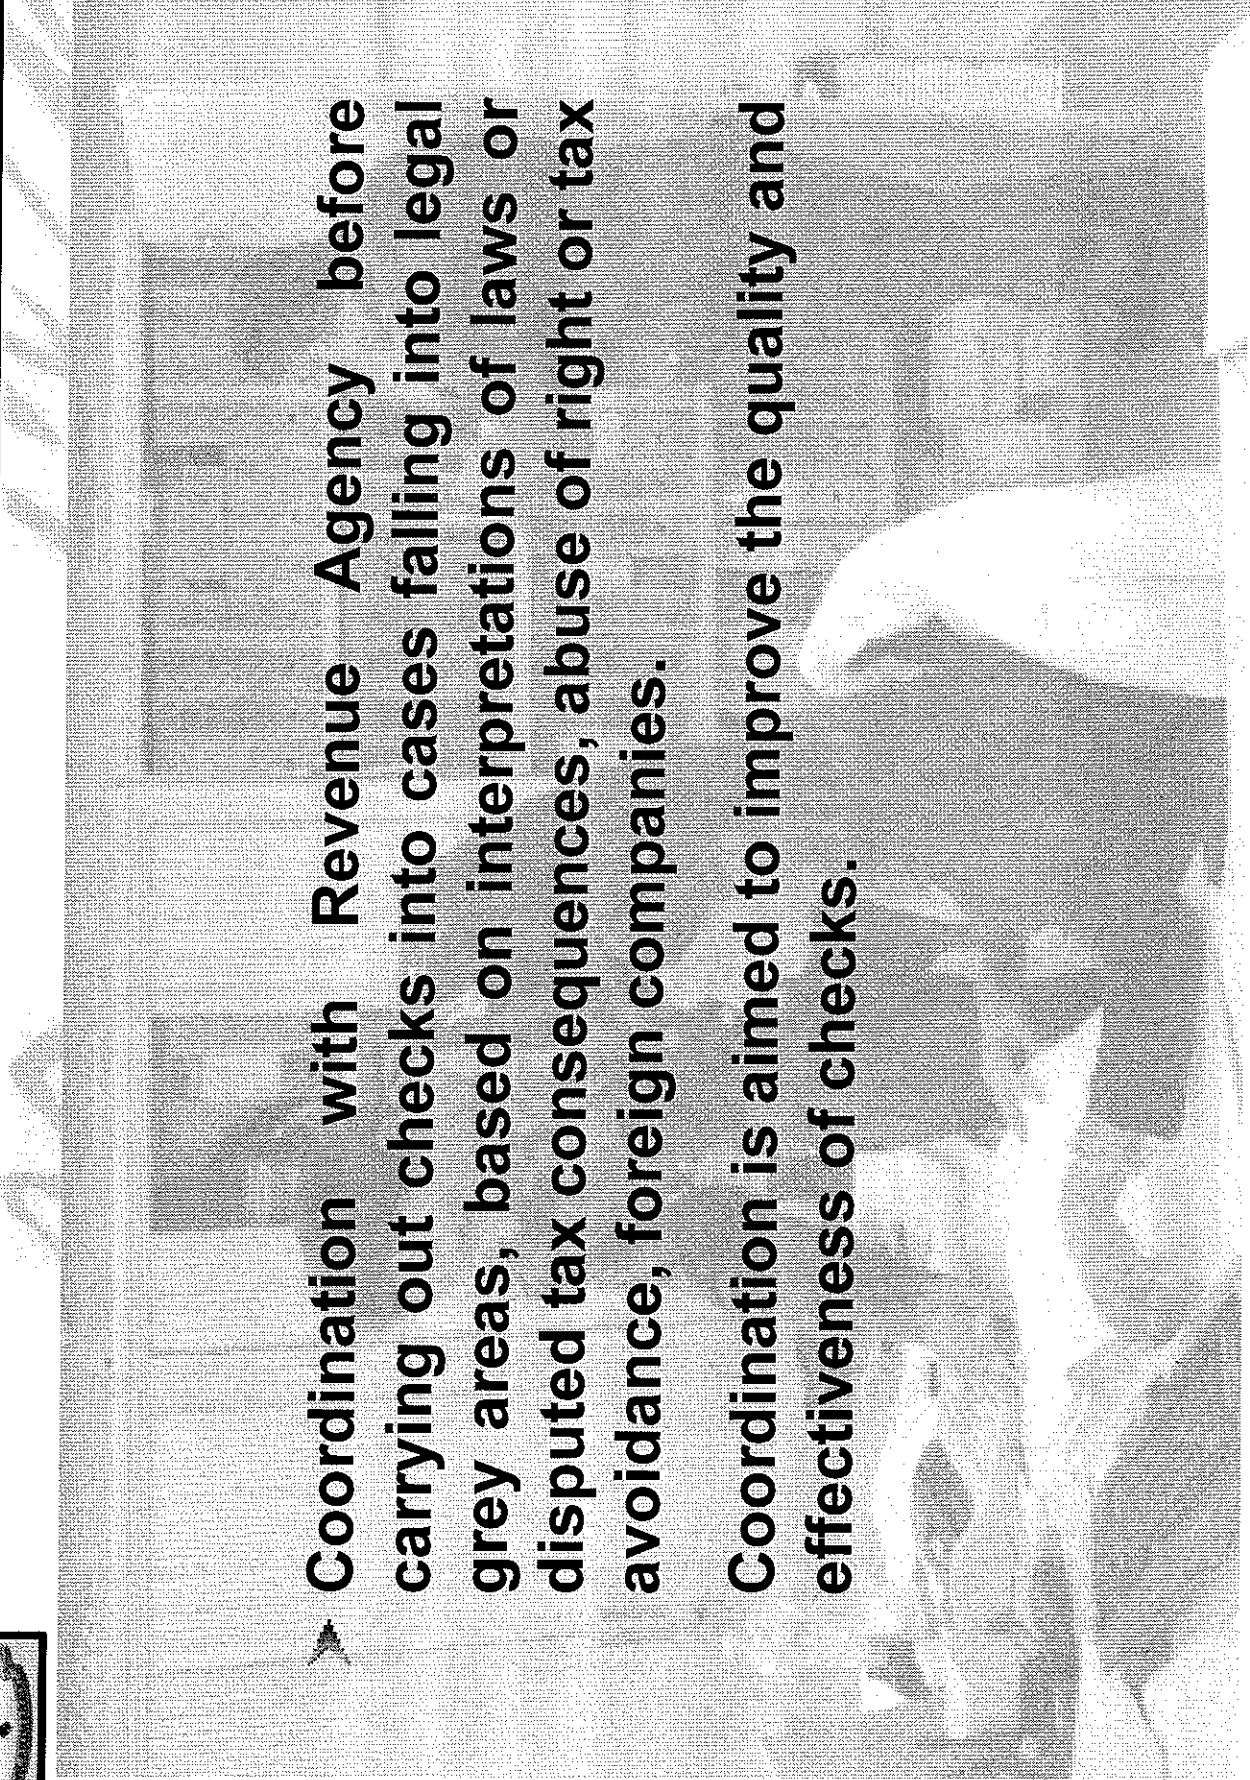 ➢ Coordination with Revenue Agency before
carrying out checks into cases falling into legal
grey areas, based on interpretations of laws or
disputed tax consequences, abuse of right or tax
avoidance, foreign companies.
Coordination is aimed to improve the quality and
effectiveness of checks.